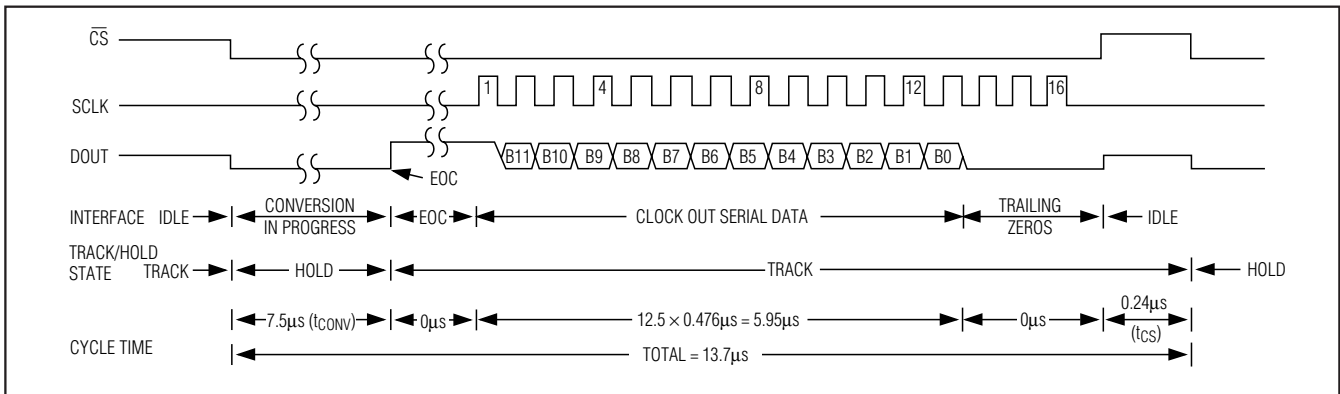 CS
SCLK 1 4 8 12 16
DOUT B11 B10 B9 B8 B7 B6 B5 B4 B3 B2 B1 B0
EOC
INTERFACE IDLE CONVERSION IN PROGRESS EOC CLOCK OUT SERIAL DATA TRAILING ZEROS IDLE
TRACK/HOLD
STATE TRACK HOLD TRACK HOLD
7.5µs (tCONV) 0µs 12.5 × 0.476µs = 5.95µs 0µs 0.24µs (tCS)
CYCLE TIME TOTAL = 13.7µs